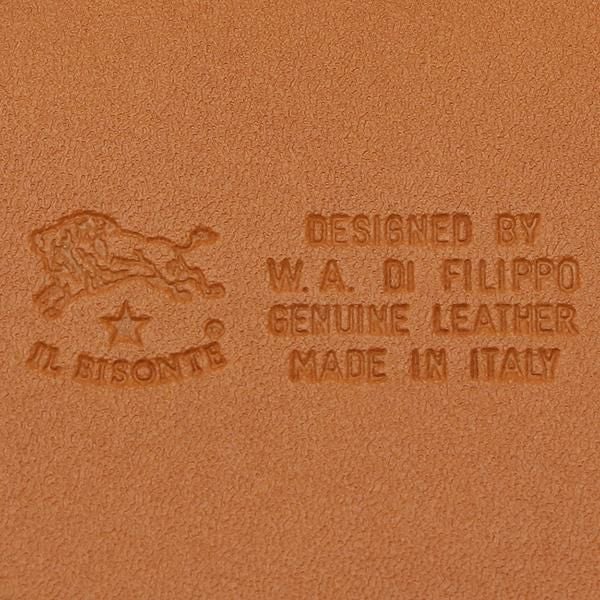 IL BISONTE®
DESIGNED BY
W.A. DI FILIPPO
GENUINE LEATHER
MADE IN ITALY